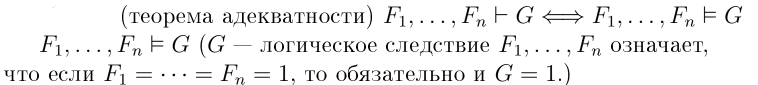 (теорема адекватности) F₁, . . . , Fₙ ⊢ G ⟺ F₁, . . . , Fₙ ⊨ G
F₁, . . . , Fₙ ⊨ G (G — логическое следствие F₁, . . . , Fₙ означает,
что если F₁ = · · · = Fₙ = 1, то обязательно и G = 1.)